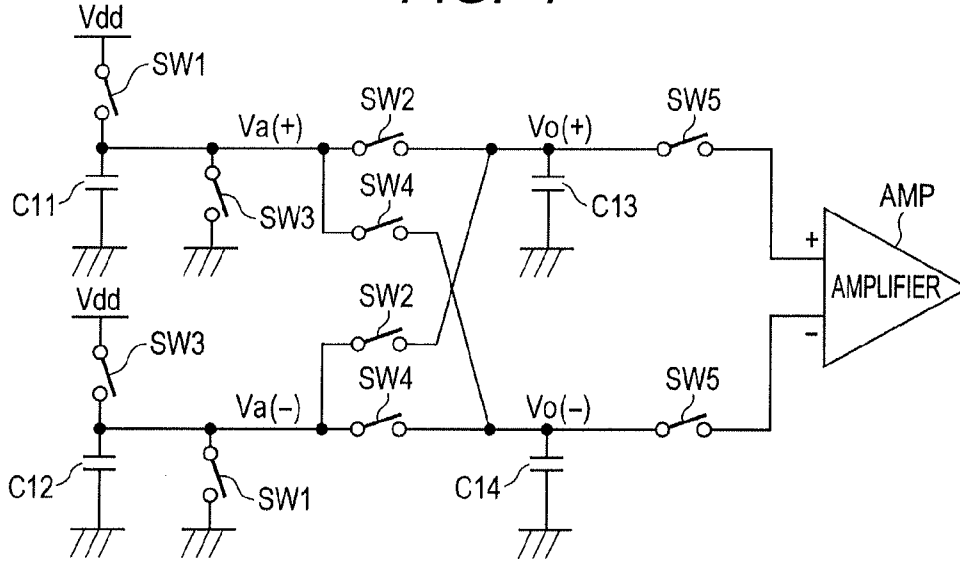 Vdd
SW1
SW2
SW5
Va(+)
Vo(+)
C11
SW3
SW4
C13
AMP
+
AMPLIFIER
-
Vdd
SW3
SW2
SW4
SW5
Va(-)
Vo(-)
C12
SW1
C14